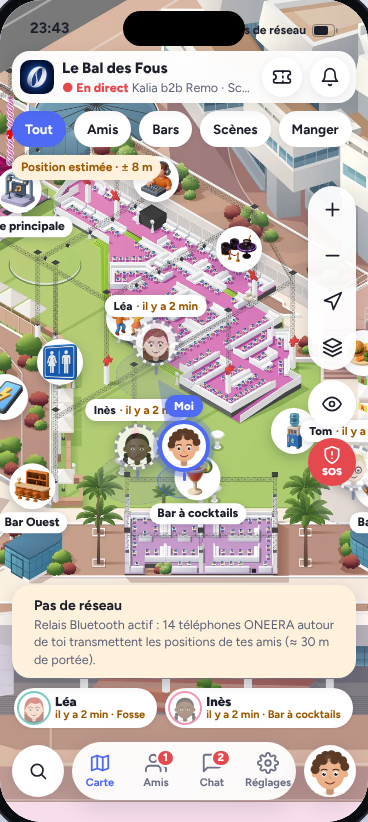 23:43
s de réseau
Le Bal des Fous
En direct Kalia b2b Remo · Sc...
Tout
Amis
Bars
Scènes
Manger
Position estimée · ± 8 m
e principale
Léa · il y a 2 min
Inès · il y a 2 m
Moi
Tom · il y a
SOS
Bar à cocktails
Bar Ouest
Ba
Pas de réseau
Relais Bluetooth actif : 14 téléphones ONEERA autour
de toi transmettent les positions de tes amis (≈ 30 m
de portée).
Léa
il y a 2 min · Fosse
Inès
il y a 2 min · Bar à cocktails
1
2
Carte
Amis
Chat
Réglages